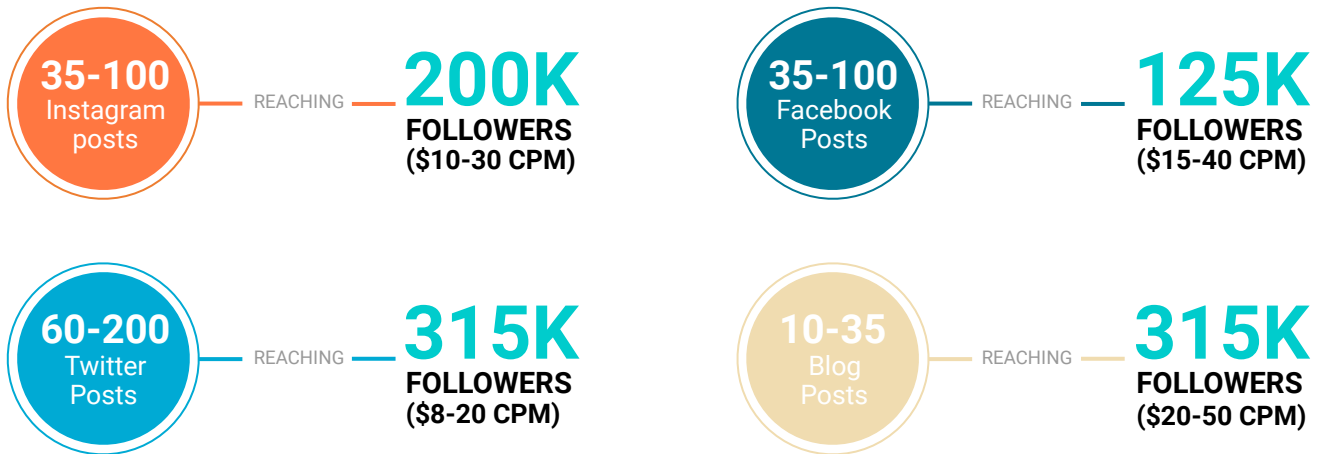 35-100
Instagram
posts
REACHING
200K
FOLLOWERS
($10-30 CPM)
35-100
Facebook
Posts
REACHING
125K
FOLLOWERS
($15-40 CPM)
60-200
Twitter
Posts
REACHING
315K
FOLLOWERS
($8-20 CPM)
10-35
Blog
Posts
REACHING
315K
FOLLOWERS
($20-50 CPM)